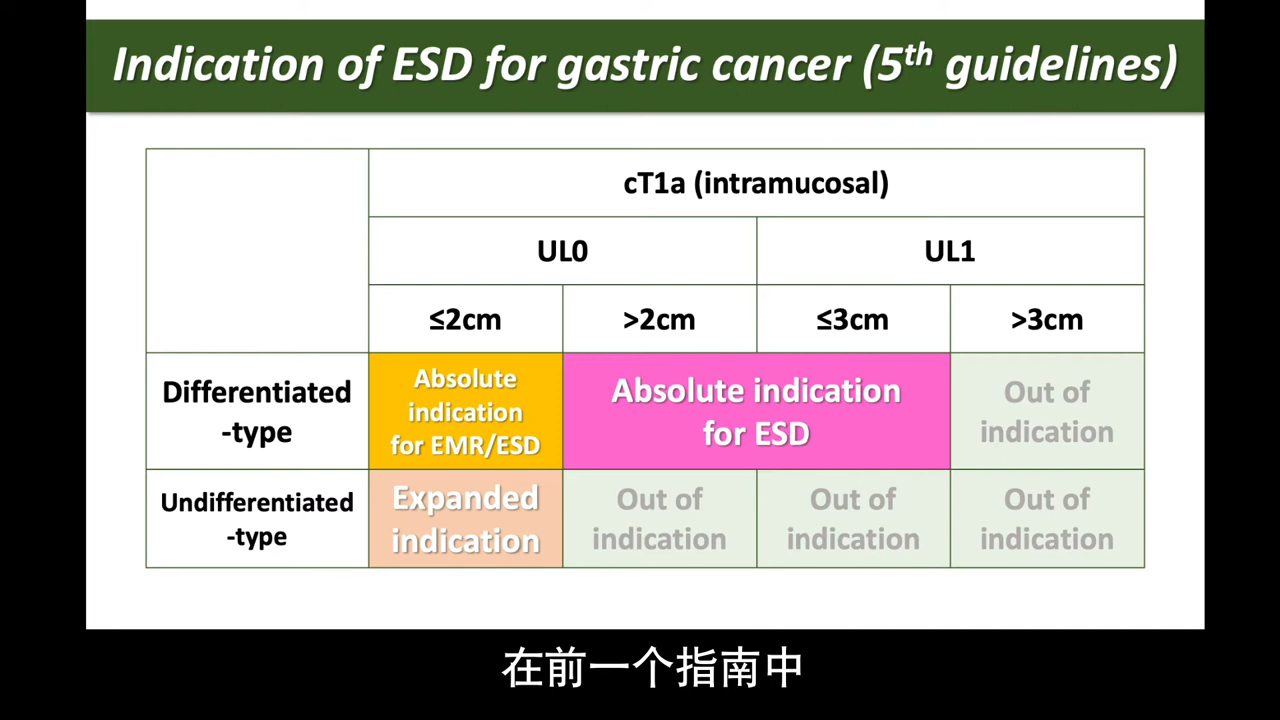 Indication of ESD for gastric cancer (5th guidelines)
cT1a (intramucosal)
UL0
UL1
≤2cm
>2cm
≤3cm
>3cm
Differentiated
-type
Absolute
indication
for EMR/ESD
Absolute indication
for ESD
Out of
indication
Undifferentiated
-type
Expanded
indication
Out of
indication
Out of
indication
Out of
indication
在前一个指南中